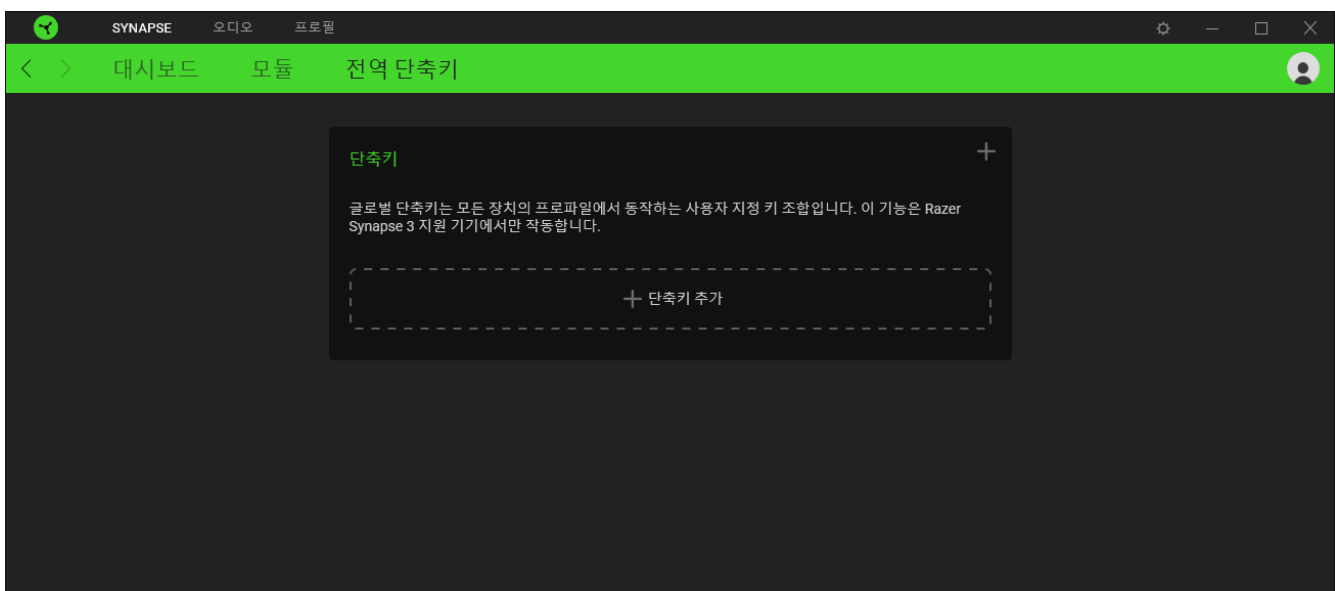 SYNAPSE 오디오 프로필
대시보드 모듈 전역 단축키
단축키
글로벌 단축키는 모든 장치의 프로파일에서 동작하는 사용자 지정 키 조합입니다. 이 기능은 Razer
Synapse 3 지원 기기에서만 작동합니다.
단축키 추가